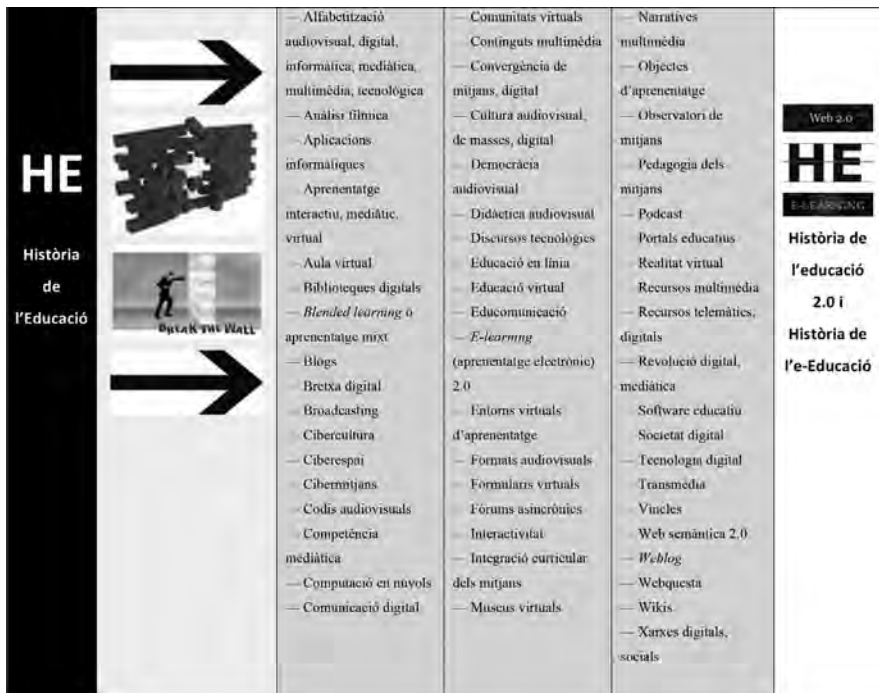 HE
Història
de
l'Educació
BREAK THE WALL
— Alfabetització
audiovisual, digital,
informàtica, mediàtica,
multimèdia, tecnològica
— Anàlisi fílmica
— Aplicacions
informàtiques
— Aprenentatge
interactiu, mediàtic,
virtual
— Aula virtual
— Biblioteques digitals
— Blended learning o
aprenentatge mixt
— Blogs
— Bretxa digital
— Broadcasting
— Cibercultura
— Ciberespai
— Cibermitjans
— Codis audiovisuals
— Competència
mediàtica
— Computació en núvols
— Comunicació digital
— Comunitats virtuals
— Continguts multimèdia
— Convergència de
mitjans, digital
— Cultura audiovisual,
de masses, digital
— Democràcia
audiovisual
— Didàctica audiovisual
— Discursos tecnològics
— Educació en línia
— Educació virtual
— Educomunicació
— E-learning
(aprenentatge electrònic)
2.0
— Entorns virtuals
d'aprenentatge
— Formats audiovisuals
— Formularis virtuals
— Fòrums asincrònics
— Interactivitat
— Integració curricular
dels mitjans
— Museus virtuals
— Narratives
multimèdia
— Objectes
d'aprenentatge
— Observatori de
mitjans
— Pedagogia dels
mitjans
— Podcast
— Portals educatius
— Realitat virtual
— Recursos multimèdia
— Recursos telemàtics,
digitals
— Revolució digital,
mediàtica
— Software educatiu
— Societat digital
— Tecnologia digital
— Transmèdia
— Vincles
— Web semàntica 2.0
— Weblog
— Webquesta
— Wikis
— Xarxes digitals,
socials
Web 2.0
HE
E-LEARNING
Història de
l'educació
2.0 i
Història de
l'e-Educació